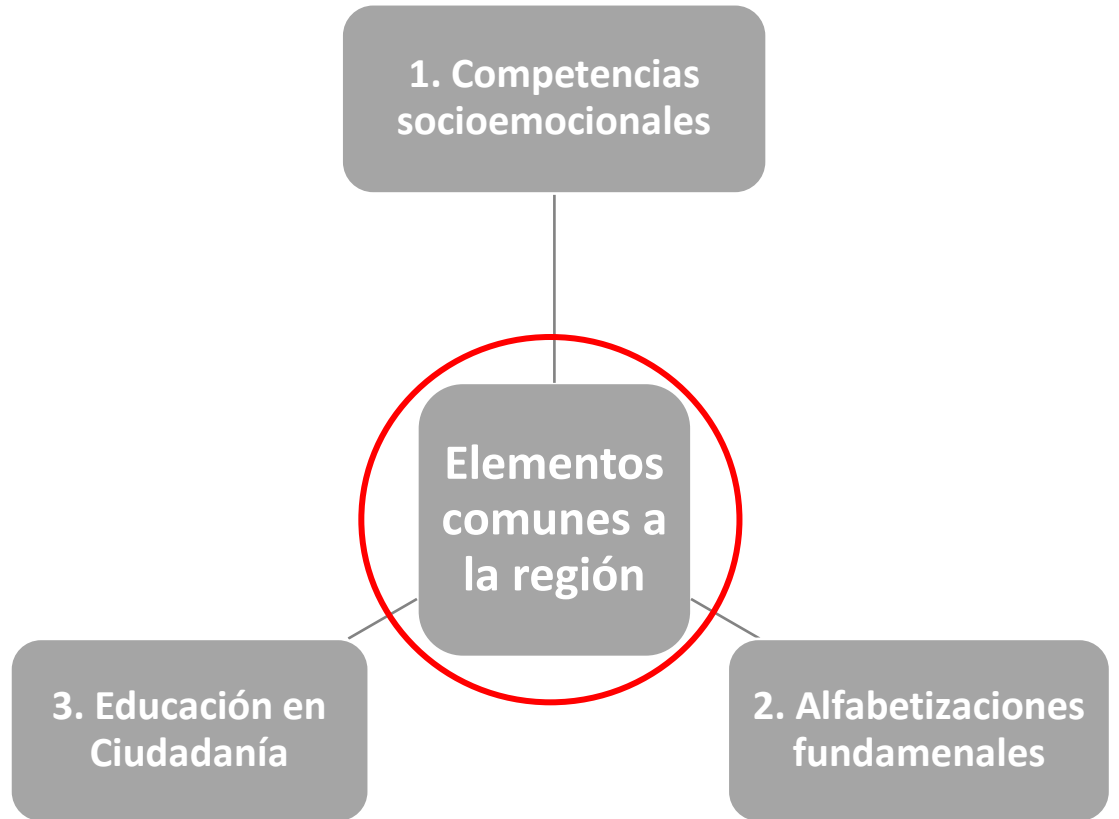 1. Competencias
socioemocionales
Elementos
comunes a
la región
3. Educación en
Ciudadanía
2. Alfabetizaciones
fundamenales